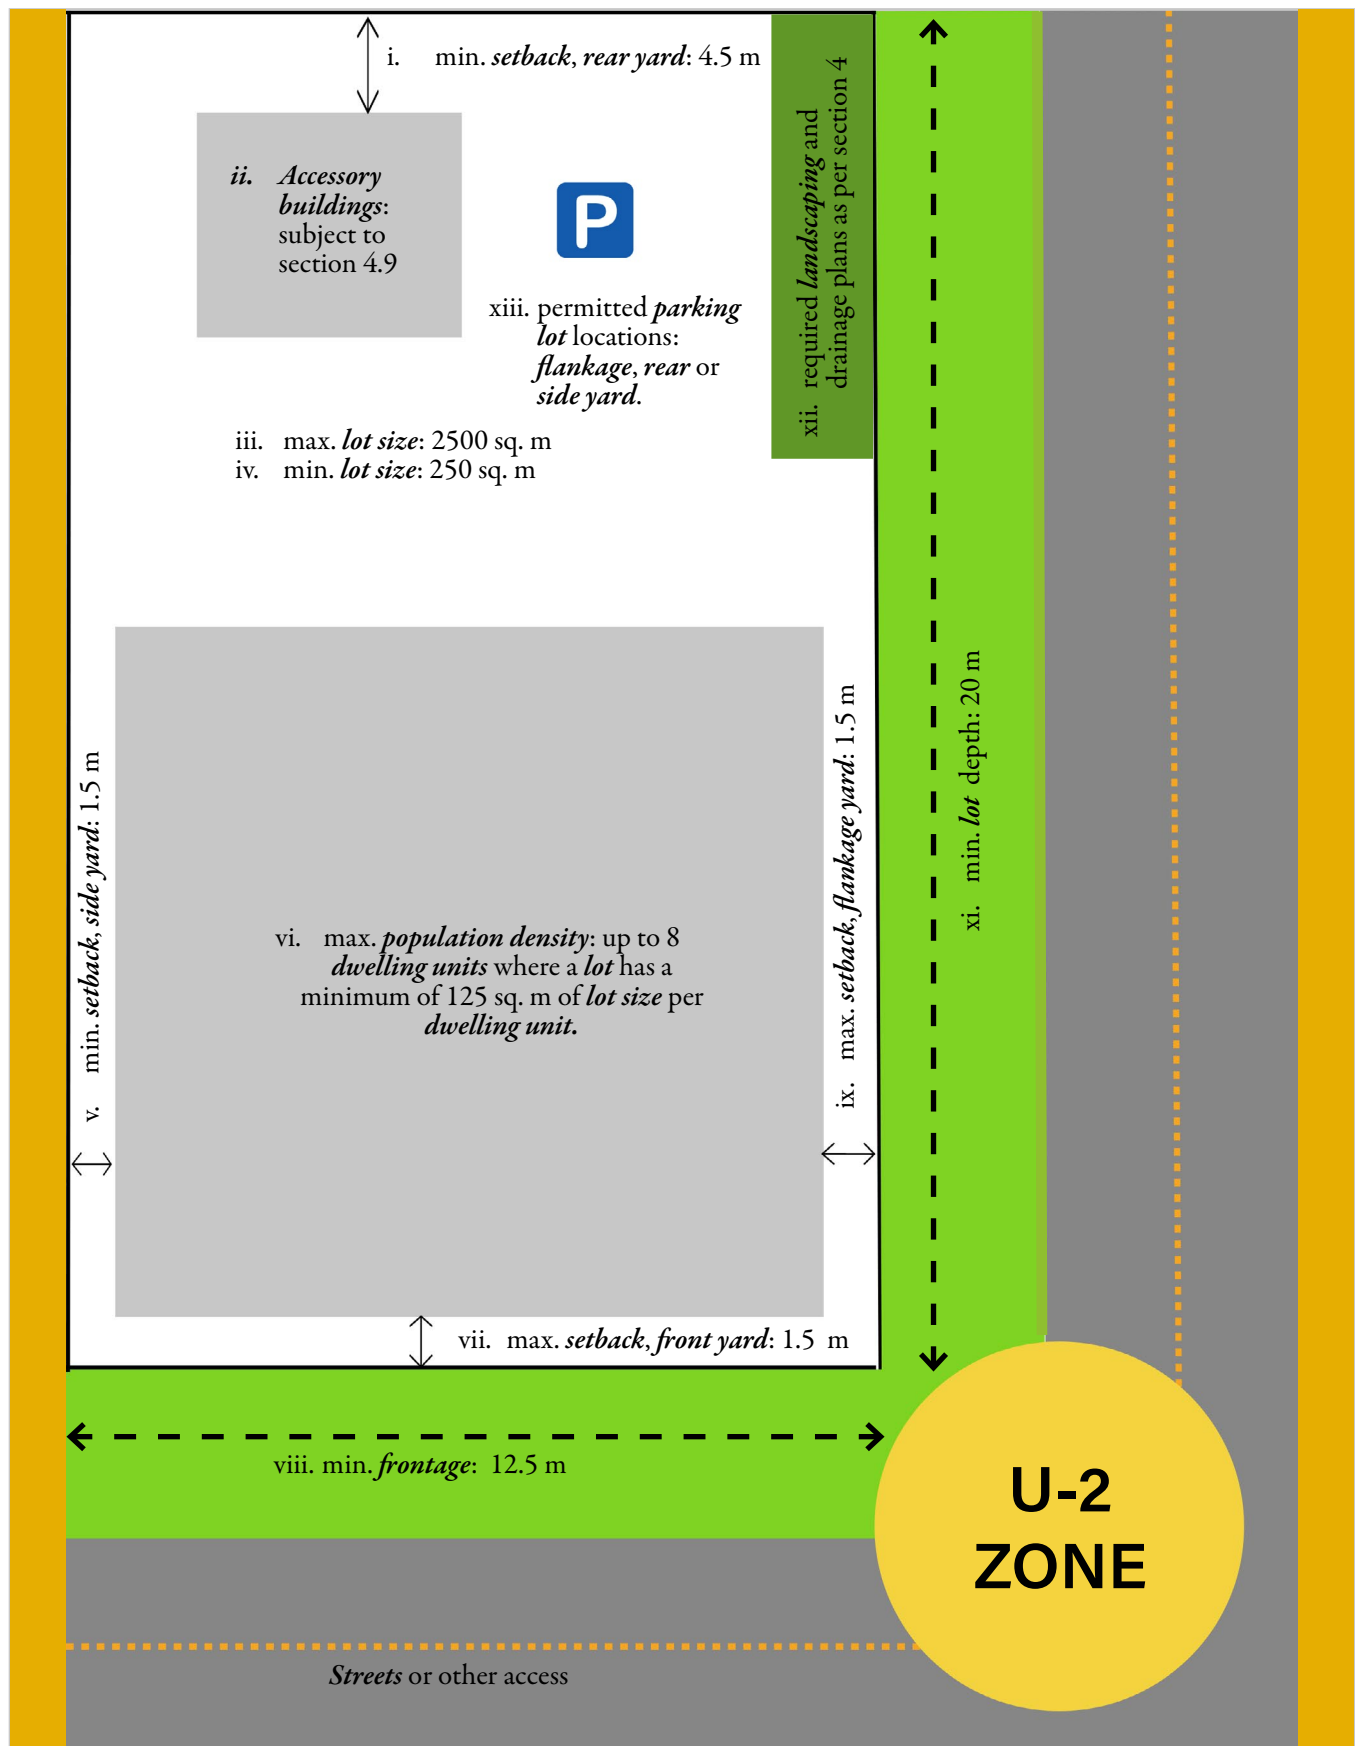 i. min. setback, rear yard: 4.5 m
ii. Accessory
buildings:
subject to
section 4.9
P
xiii. permitted parking
lot locations:
flankage, rear or
side yard.
xii. required landscaping and
drainage plans as per section 4
iii. max. lot size: 2500 sq. m
iv. min. lot size: 250 sq. m
v. min. setback, side yard: 1.5 m
vi. max. population density: up to 8
dwelling units where a lot has a
minimum of 125 sq. m of lot size per
dwelling unit.
ix. max. setback, flankage yard: 1.5 m
xi. min. lot depth: 20 m
vii. max. setback, front yard: 1.5 m
viii. min. frontage: 12.5 m
U-2
ZONE
Streets or other access